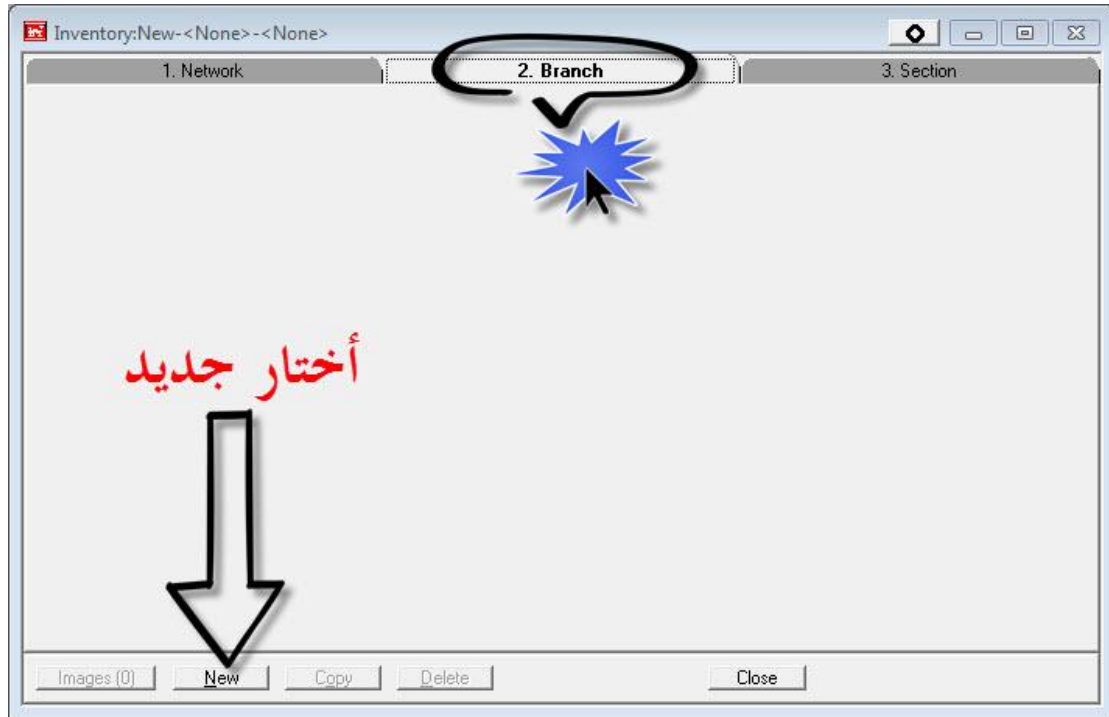 Inventory:New-<None>-<None>
1. Network 2. Branch 3. Section
أختار جديد
Images (0) New Copy Delete Close